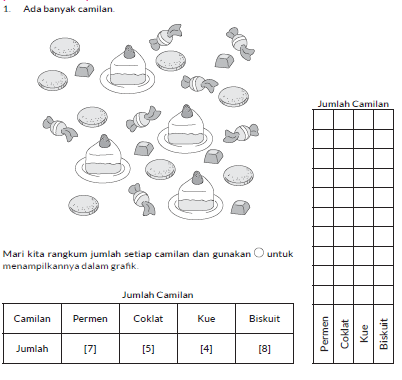 1. Ada banyak camilan.
Jumlah Camilan
Permen
Coklat
Kue
Biskuit
Mari kita rangkum jumlah setiap camilan dan gunakan ○ untuk
menampilkannya dalam grafik.
Jumlah Camilan
Camilan Permen Coklat Kue Biskuit
Jumlah [7] [5] [4] [8]